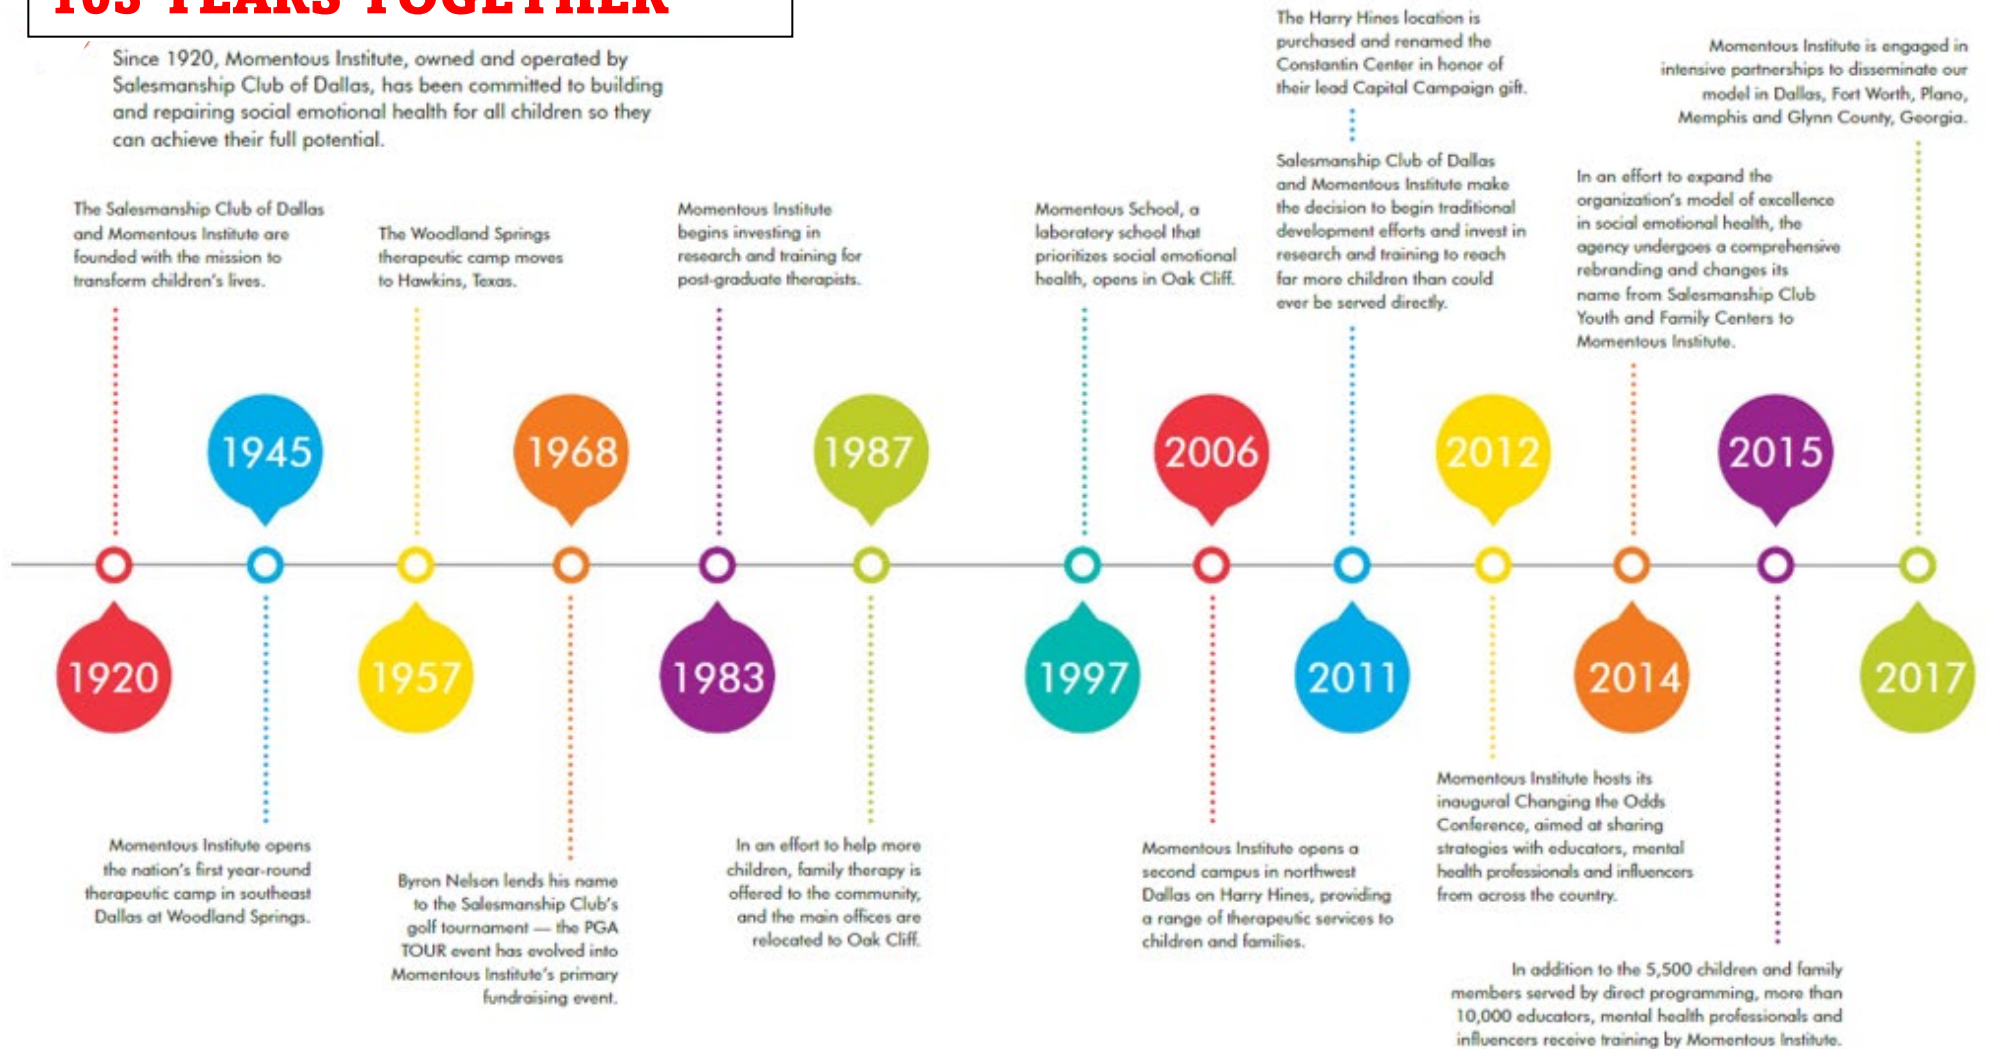 103 YEARS TOGETHER
Since 1920, Momentous Institute, owned and operated by
Salesmanship Club of Dallas, has been committed to building
and repairing social emotional health for all children so they
can achieve their full potential.
The Salesmanship Club of Dallas
and Momentous Institute are
founded with the mission to
transform children's lives.
1920
1945
Momentous Institute opens
the nation's first year-round
therapeutic camp in southeast
Dallas at Woodland Springs.
The Woodland Springs
therapeutic camp moves
to Hawkins, Texas.
1957
1968
Byron Nelson lends his name
to the Salesmanship Club's
golf tournament — the PGA
TOUR event has evolved into
Momentous Institute's primary
fundraising event.
Momentous Institute
begins investing in
research and training for
post-graduate therapists.
1983
1987
In an effort to help more
children, family therapy is
offered to the community,
and the main offices are
relocated to Oak Cliff.
Momentous School, a
laboratory school that
prioritizes social emotional
health, opens in Oak Cliff.
1997
2006
Momentous Institute opens a
second campus in northwest
Dallas on Harry Hines, providing
a range of therapeutic services to
children and families.
The Harry Hines location is
purchased and renamed the
Constantin Center in honor of
their lead Capital Campaign gift.
Salesmanship Club of Dallas
and Momentous Institute make
the decision to begin traditional
development efforts and invest in
research and training to reach
far more children than could
ever be served directly.
2011
2012
Momentous Institute hosts its
inaugural Changing the Odds
Conference, aimed at sharing
strategies with educators, mental
health professionals and influencers
from across the country.
In an effort to expand the
organization's model of excellence
in social emotional health, the
agency undergoes a comprehensive
rebranding and changes its
name from Salesmanship Club
Youth and Family Centers to
Momentous Institute.
2014
2015
In addition to the 5,500 children and family
members served by direct programming, more than
10,000 educators, mental health professionals and
influencers receive training by Momentous Institute.
Momentous Institute is engaged in
intensive partnerships to disseminate our
model in Dallas, Fort Worth, Plano,
Memphis and Glynn County, Georgia.
2017